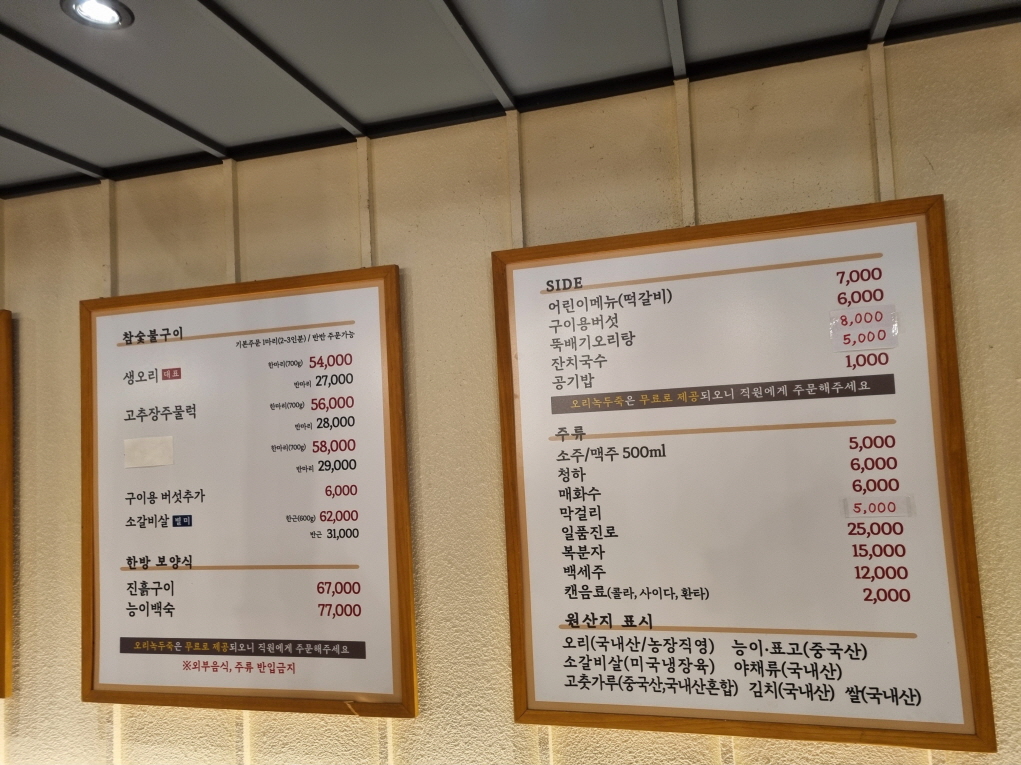 참숯불구이
기본주문 1마리(2~3인분) / 반반 주문가능
생오리 대표 한마리(700g) 54,000
반마리 27,000
고추장주물럭 한마리(700g) 56,000
반마리 28,000
한마리(700g) 58,000
반마리 29,000
구이용 버섯추가 6,000
소갈비살 별미 한근(600g) 62,000
반근 31,000
한방 보양식
진흙구이 67,000
능이백숙 77,000
오리녹두죽은 무료로 제공되오니 직원에게 주문해주세요
※외부음식, 주류 반입금지
SIDE
어린이메뉴(떡갈비) 7,000
구이용버섯 6,000
뚝배기오리탕 8,000
잔치국수 5,000
공기밥 1,000
오리녹두죽은 무료로 제공되오니 직원에게 주문해주세요
주류
소주/맥주 500ml 5,000
청하 6,000
매화수 6,000
막걸리 5,000
일품진로 25,000
복분자 15,000
백세주 12,000
캔음료(콜라, 사이다, 환타) 2,000
원산지 표시
오리(국내산/농장직영) 능이·표고(중국산)
소갈비살(미국냉장육) 야채류(국내산)
고춧가루(중국산,국내산혼합) 김치(국내산) 쌀(국내산)